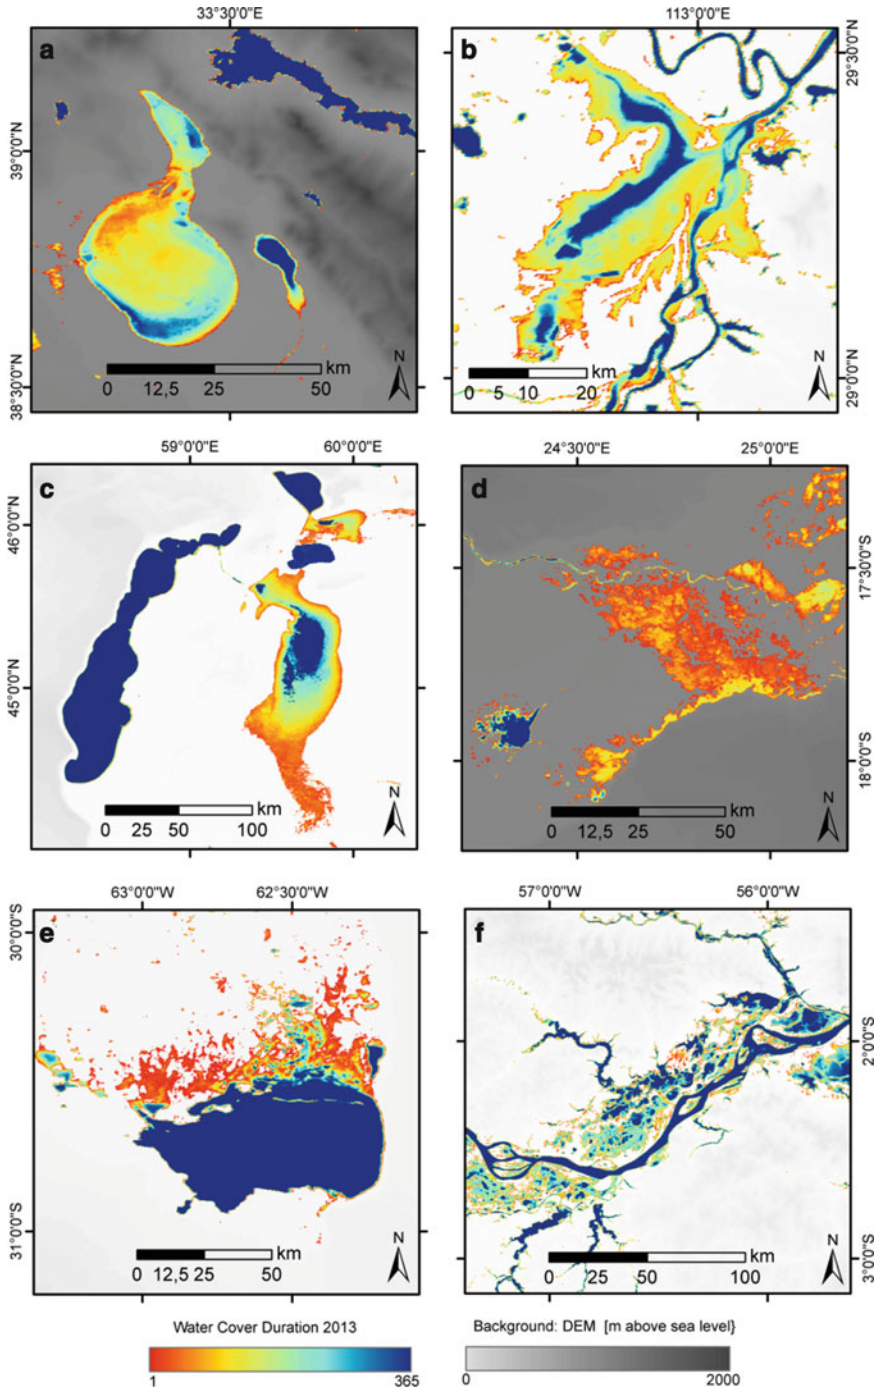 33°30'0"E
113°0'0"E
a
b
39°0'0"N
38°30'0"N
29°30'0"N
29°0'0"N
km
0 12,5 25 50
N
km
0 5 10 20
N
59°0'0"E 60°0'0"E
24°30'0"E 25°0'0"E
c
d
46°0'0"N
45°0'0"N
17°30'0"S
18°0'0"S
km
0 25 50 100
N
km
0 12,5 25 50
N
63°0'0"W 62°30'0"W
57°0'0"W 56°0'0"W
e
f
30°0'0"S
31°0'0"S
2°0'0"S
3°0'0"S
km
0 12,5 25 50
N
km
0 25 50 100
N
Water Cover Duration 2013
1 365
Background: DEM [m above sea level}
0 2000